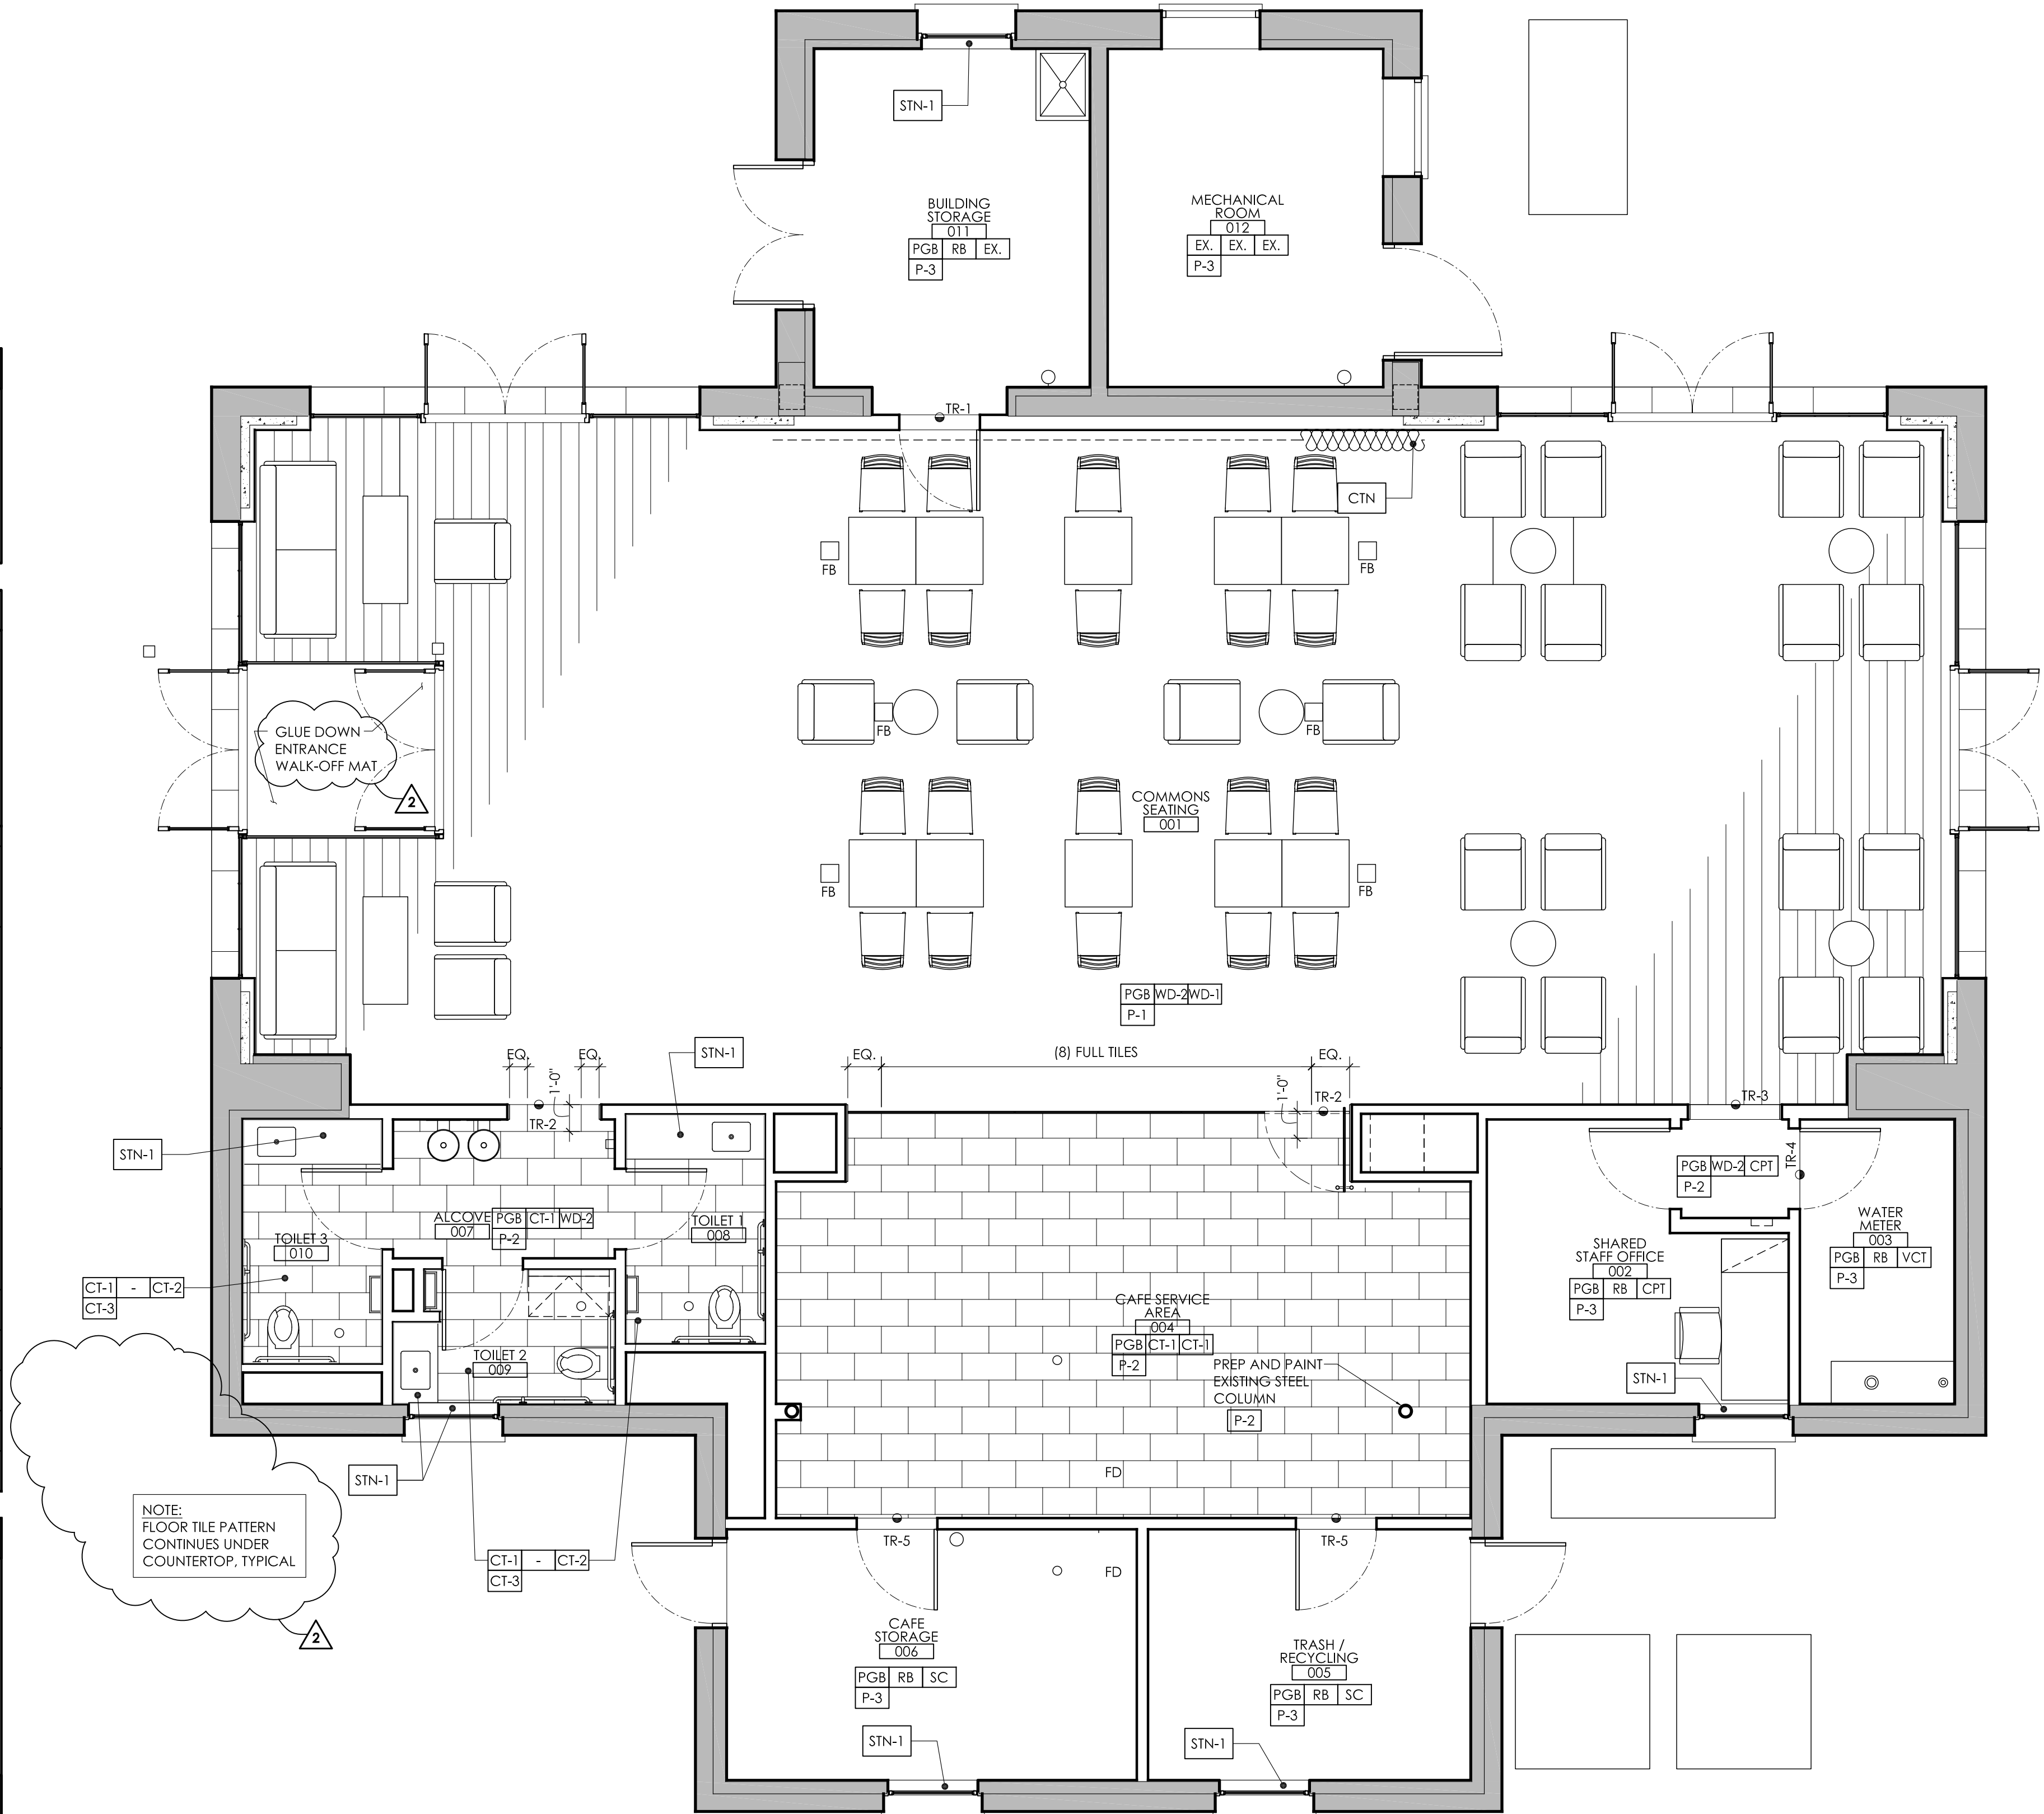 STN-1
BUILDING
STORAGE
011
PGB RB EX.
P-3
MECHANICAL
ROOM
012
EX. EX. EX.
P-3
TR-1
CTN
FB
FB
GLUE DOWN
ENTRANCE
WALK-OFF MAT
2
FB
FB
COMMONS
SEATING
001
FB
FB
PGB WD-2 WD-1
P-1
EQ.
EQ.
1'-0"
TR-2
STN-1
EQ.
(8) FULL TILES
EQ.
1'-0"
TR-2
TR-3
STN-1
PGB WD-2 CPT
P-2
TR-4
ALCOVE
007
PGB CT-1 WD-2
P-2
TOILET 1
008
TOILET 3
010
WATER
METER
003
PGB RB VCT
P-3
SHARED
STAFF OFFICE
002
PGB RB CPT
P-3
CT-1 - CT-2
CT-3
CAFE SERVICE
AREA
004
PGB CT-1 CT-1
P-2
PREP AND PAINT
EXISTING STEEL
COLUMN
P-2
TOILET 2
009
STN-1
STN-1
FD
NOTE:
FLOOR TILE PATTERN
CONTINUES UNDER
COUNTERTOP, TYPICAL
2
CT-1 - CT-2
CT-3
TR-5
TR-5
FD
CAFE
STORAGE
006
PGB RB SC
P-3
TRASH /
RECYCLING
005
PGB RB SC
P-3
STN-1
STN-1